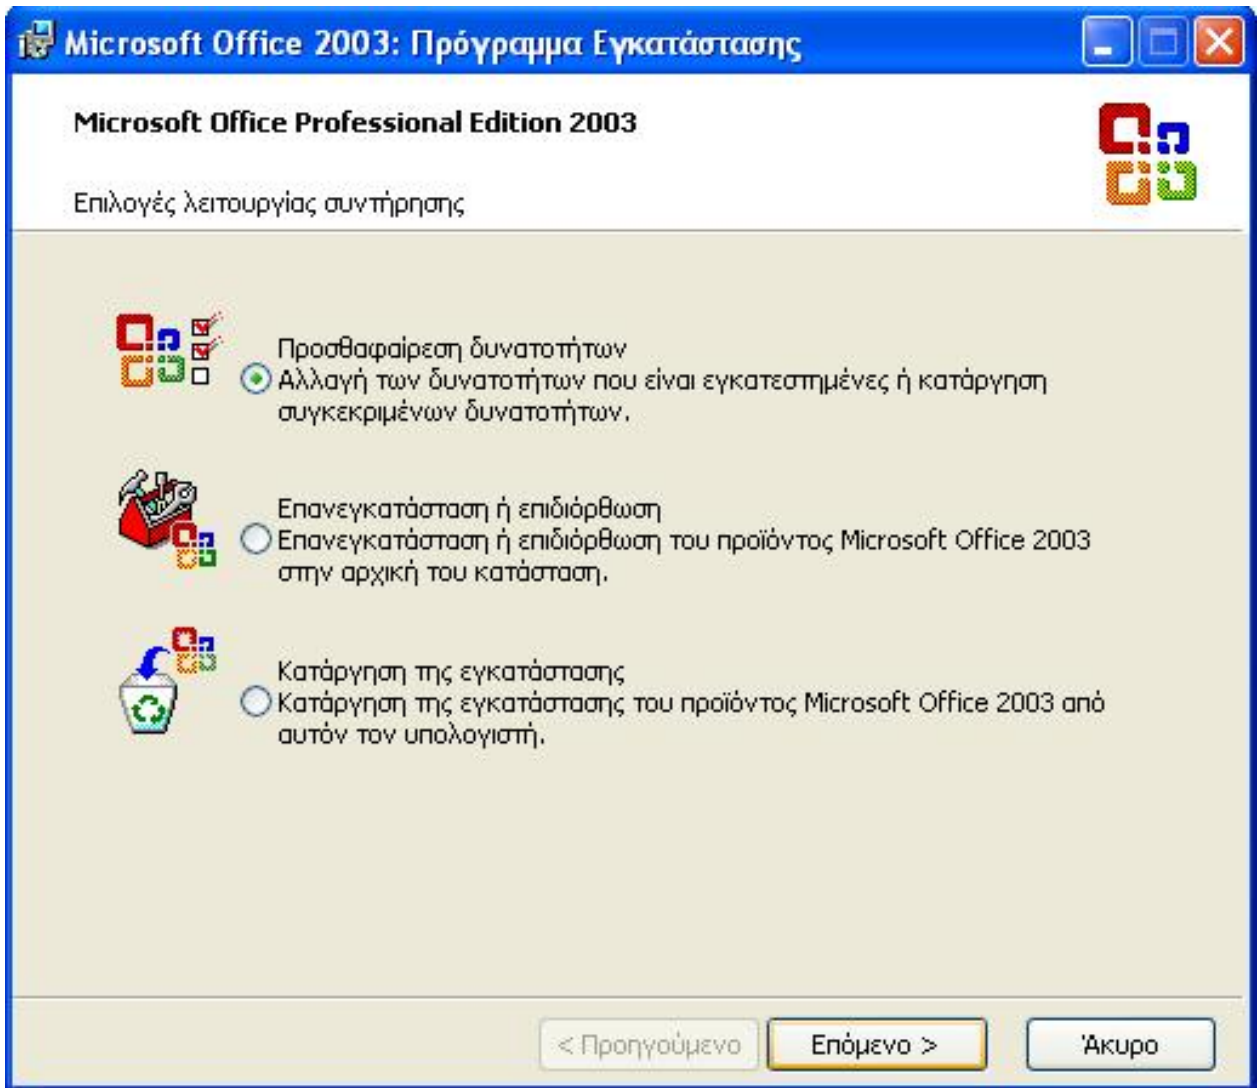 Microsoft Office 2003: Πρόγραμμα Εγκατάστασης
Microsoft Office Professional Edition 2003
Επιλογές λειτουργίας συντήρησης
Προσθαφαίρεση δυνατοτήτων
Αλλαγή των δυνατοτήτων που είναι εγκατεστημένες ή κατάργηση
συγκεκριμένων δυνατοτήτων.
Επανεγκατάσταση ή επιδιόρθωση
Επανεγκατάσταση ή επιδιόρθωση του προϊόντος Microsoft Office 2003
στην αρχική του κατάσταση.
Κατάργηση της εγκατάστασης
Κατάργηση της εγκατάστασης του προϊόντος Microsoft Office 2003 από
αυτόν τον υπολογιστή.
< Προηγούμενο Επόμενο > Άκυρο